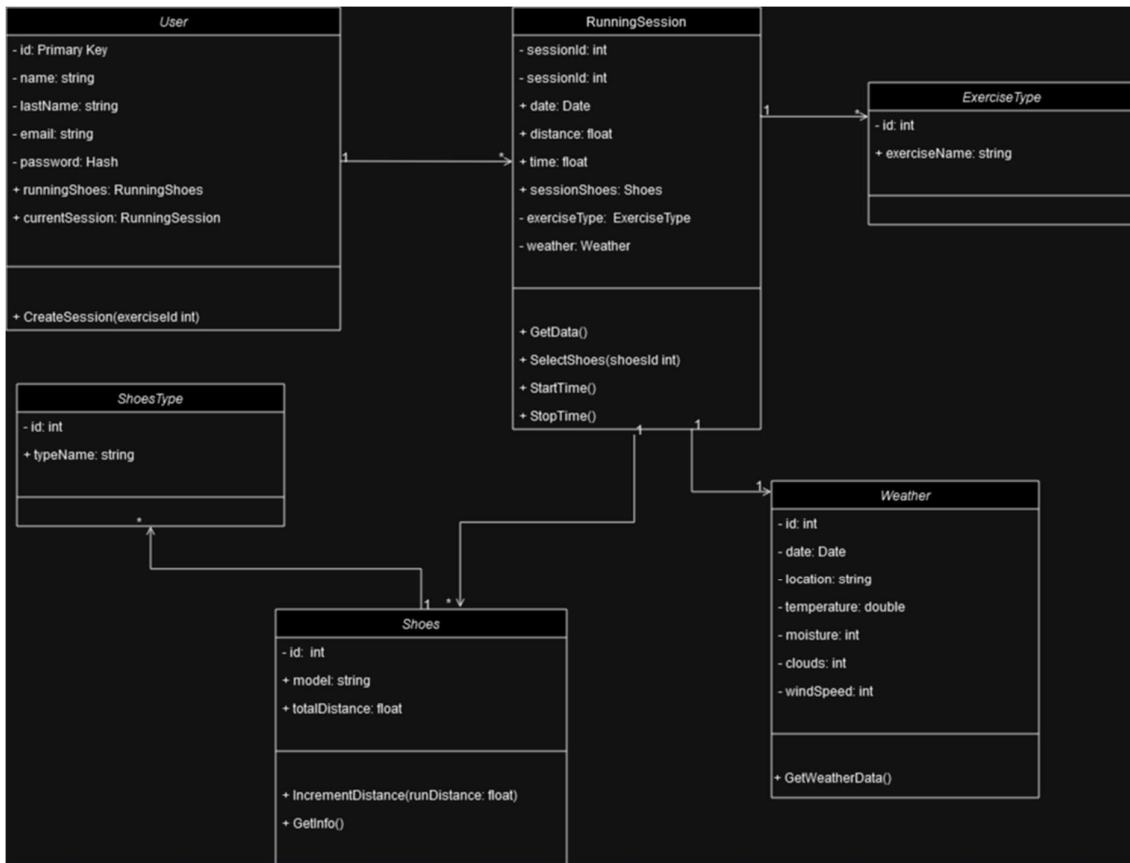 User
- id: Primary Key
- name: string
- lastName: string
- email: string
- password: Hash
+ runningShoes: RunningShoes
+ currentSession: RunningSession
+ CreateSession(exerciseId int)
1
*
RunningSession
- sessionId: int
- sessionId: int
+ date: Date
+ distance: float
+ time: float
+ sessionShoes: Shoes
- exerciseType: ExerciseType
- weather: Weather
+ GetData()
+ SelectShoes(shoesId int)
+ StartTime()
+ StopTime()
1
*
ExerciseType
- id: int
+ exerciseName: string
1
1
ShoesType
- id: int
+ typeName: string
*
1
*
Shoes
- id: int
+ model: string
+ totalDistance: float
+ IncrementDistance(runDistance: float)
+ GetInfo()
1
Weather
- id: int
- date: Date
- location: string
- temperature: double
- moisture: int
- clouds: int
- windSpeed: int
+ GetWeatherData()